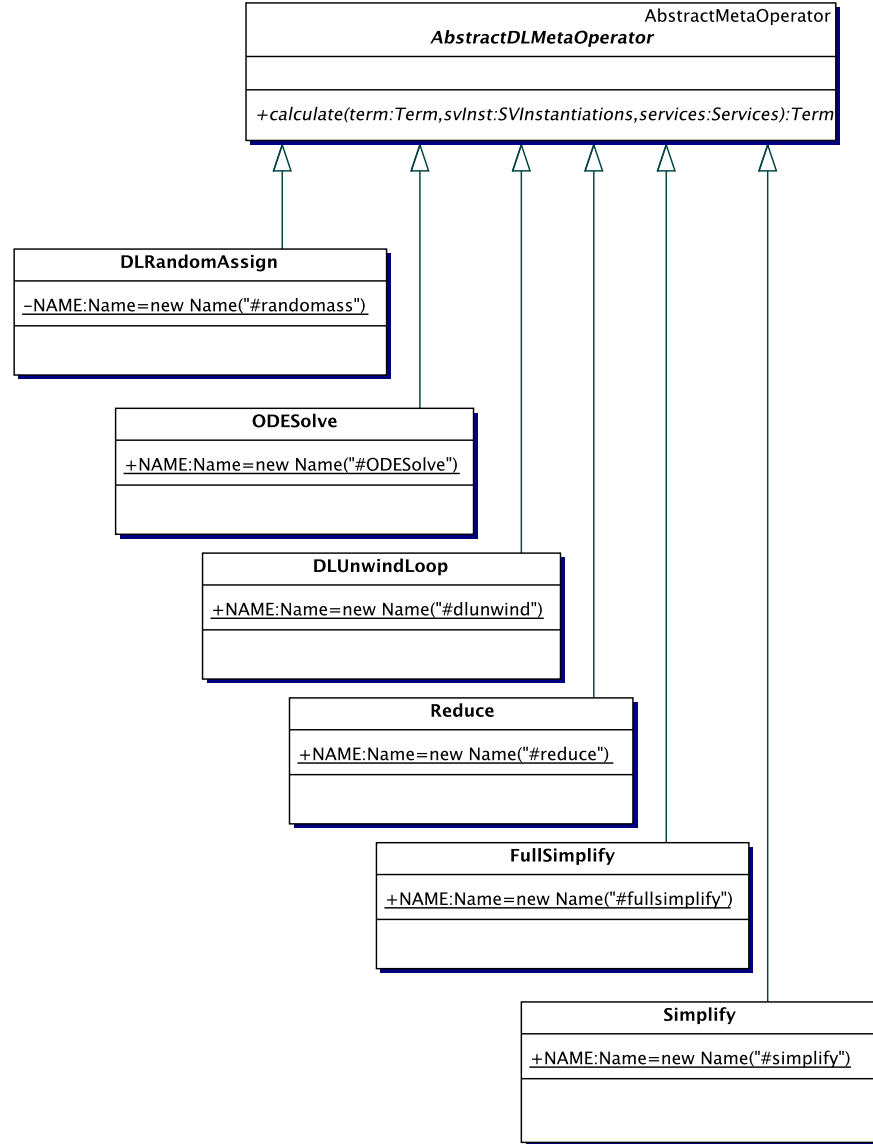 AbstractMetaOperator
AbstractDLMetaOperator
+calculate(term:Term,svInst:SVInstantiations,services:Services):Term
DLRandomAssign
-NAME:Name=new Name("#randomass")
ODESolve
+NAME:Name=new Name("#ODESolve")
DLUnwindLoop
+NAME:Name=new Name("#dlunwind")
Reduce
+NAME:Name=new Name("#reduce")
FullSimplify
+NAME:Name=new Name("#fullsimplify")
Simplify
+NAME:Name=new Name("#simplify")